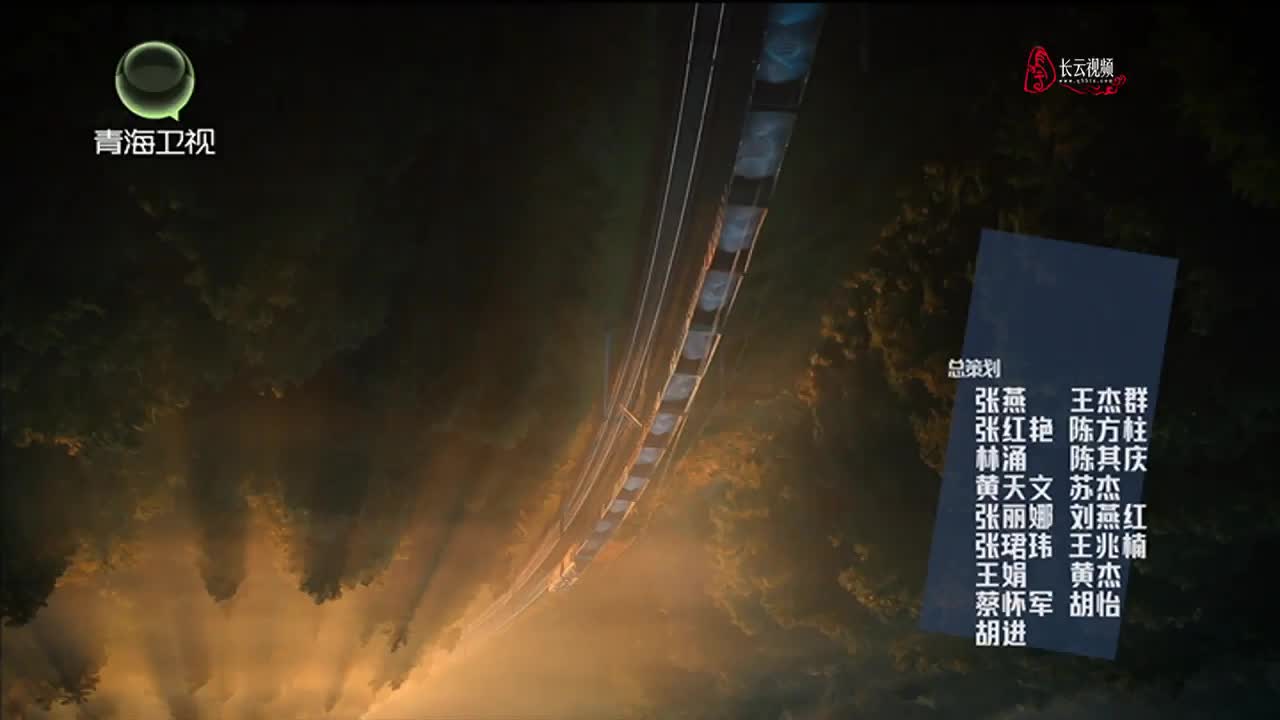 青海卫视
长云视频
总策划
张燕 王杰群
张红艳 陈方柱
林涌 陈其庆
黄天文 苏杰
张丽娜 刘燕红
张珺玮 王兆楠
王娟 黄杰
蔡怀军 胡怡
胡进